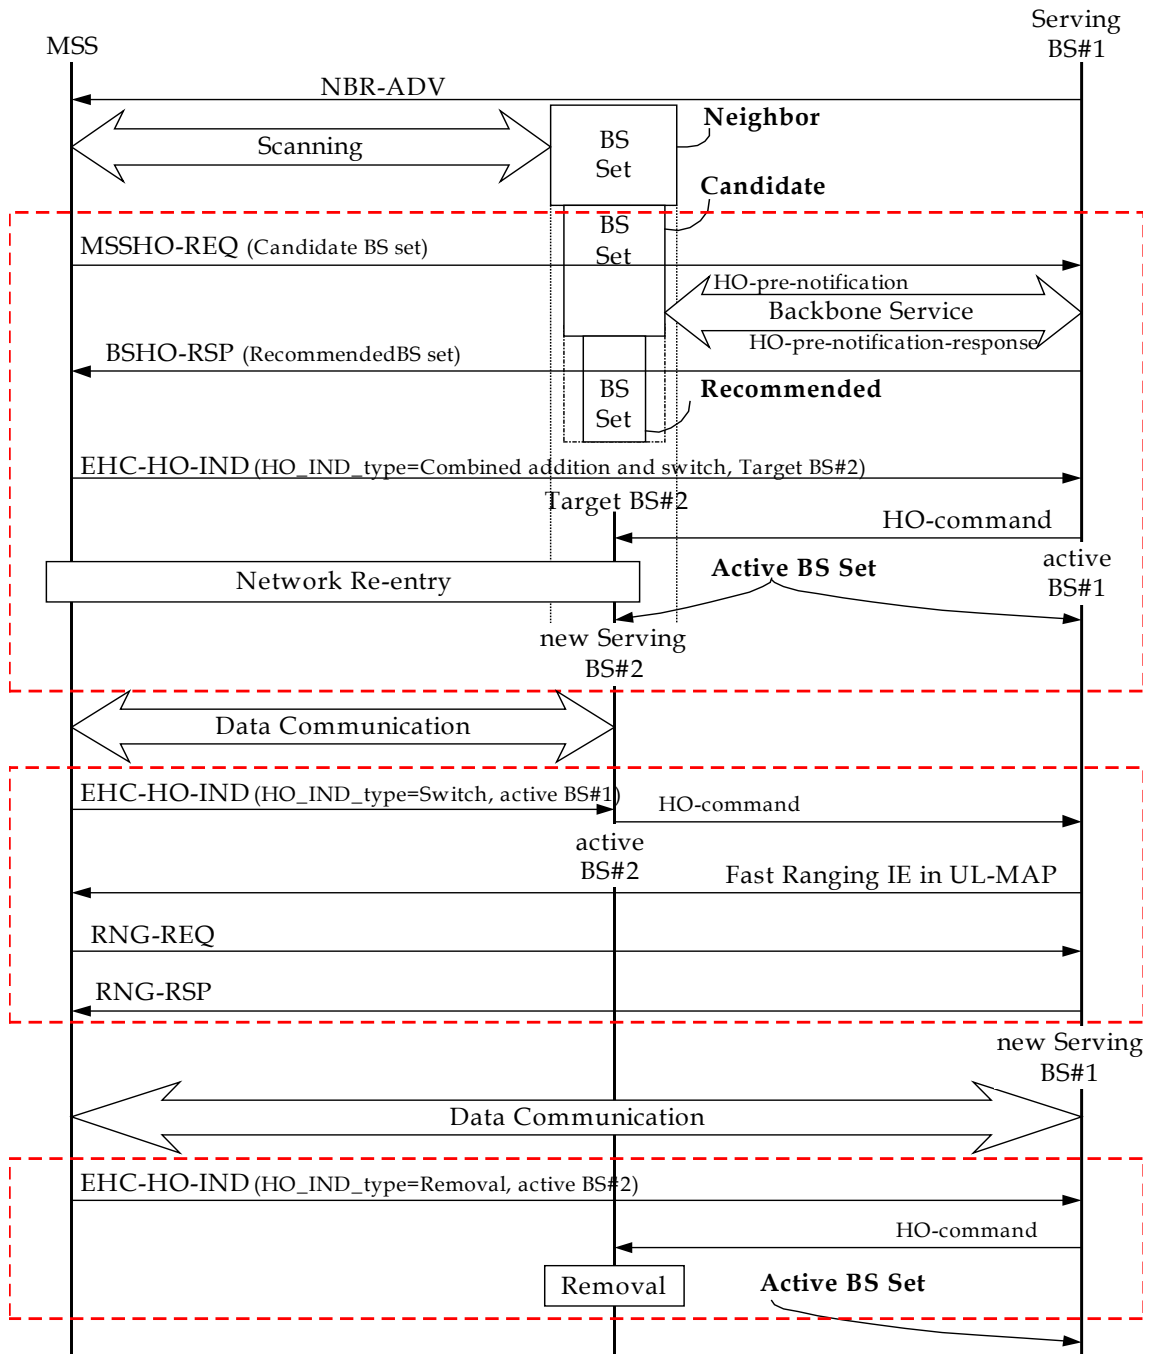 Serving
BS#1
MSS
NBR-ADV
Neighbor
BS
Set
Scanning
Candidate
BS
Set
MSSHO-REQ (Candidate BS set)
HO-pre-notification
Backbone Service
HO-pre-notification-response
BSHO-RSP (RecommendedBS set)
Recommended
BS
Set
EHC-HO-IND (HO_IND_type=Combined addition and switch, Target BS#2)
Target BS#2
HO-command
active
BS#1
Active BS Set
Network Re-entry
new Serving
BS#2
Data Communication
EHC-HO-IND (HO_IND_type=Switch, active BS#1)
HO-command
active
BS#2
Fast Ranging IE in UL-MAP
RNG-REQ
RNG-RSP
new Serving
BS#1
Data Communication
EHC-HO-IND (HO_IND_type=Removal, active BS#2)
HO-command
Removal
Active BS Set